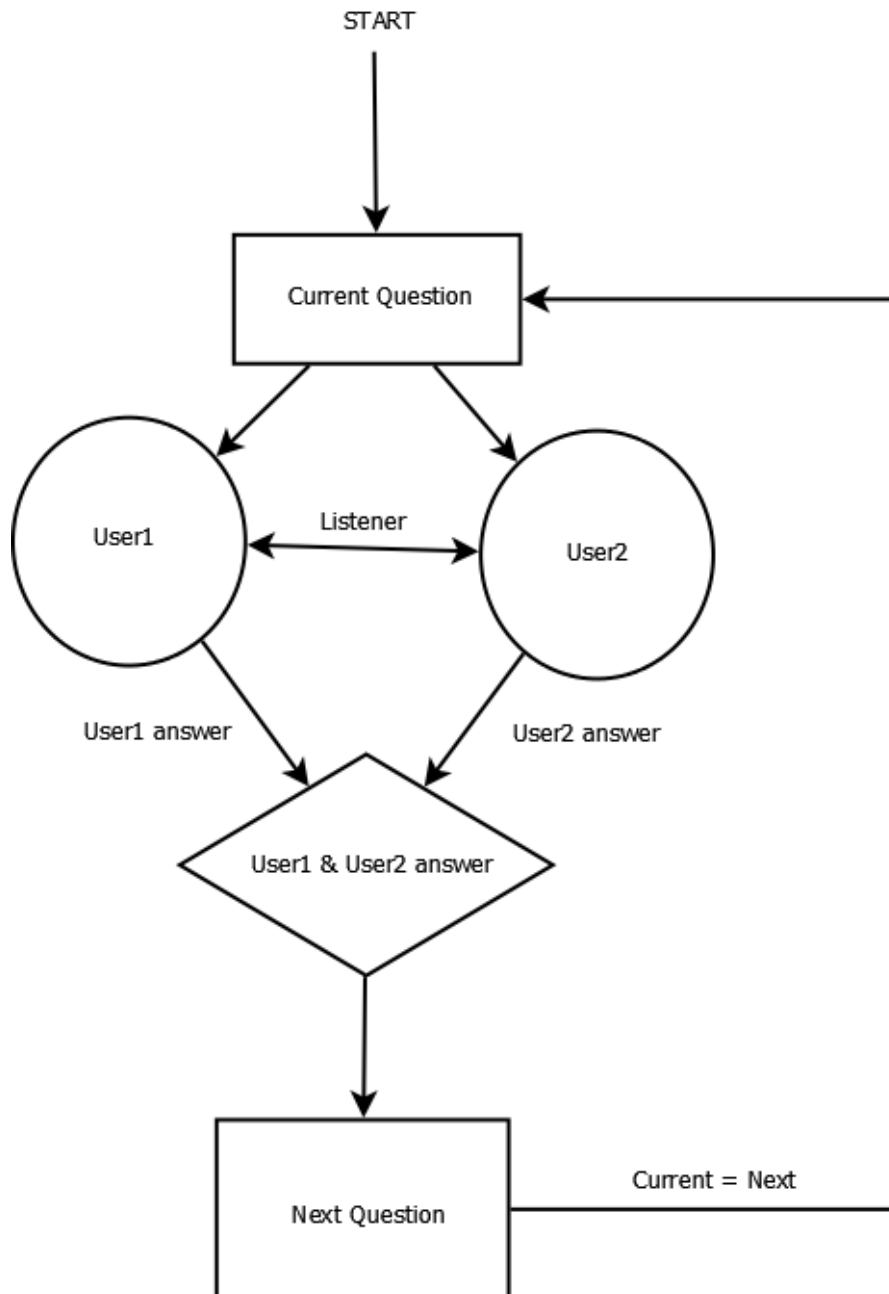 START
Current Question
Listener
User1
User2
User1 answer
User2 answer
User1 & User2 answer
Current = Next
Next Question